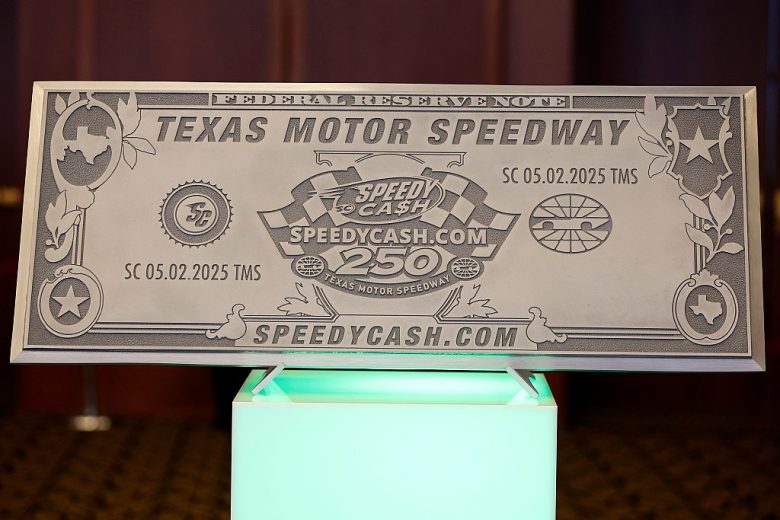 FEDERAL RESERVE NOTE
TEXAS MOTOR SPEEDWAY
SC 05.02.2025 TMS
SPEEDY
CA$H
SC
SPEEDYCASH.COM
250
TEXAS MOTOR SPEEDWAY
SC 05.02.2025 TMS
SPEEDYCASH.COM